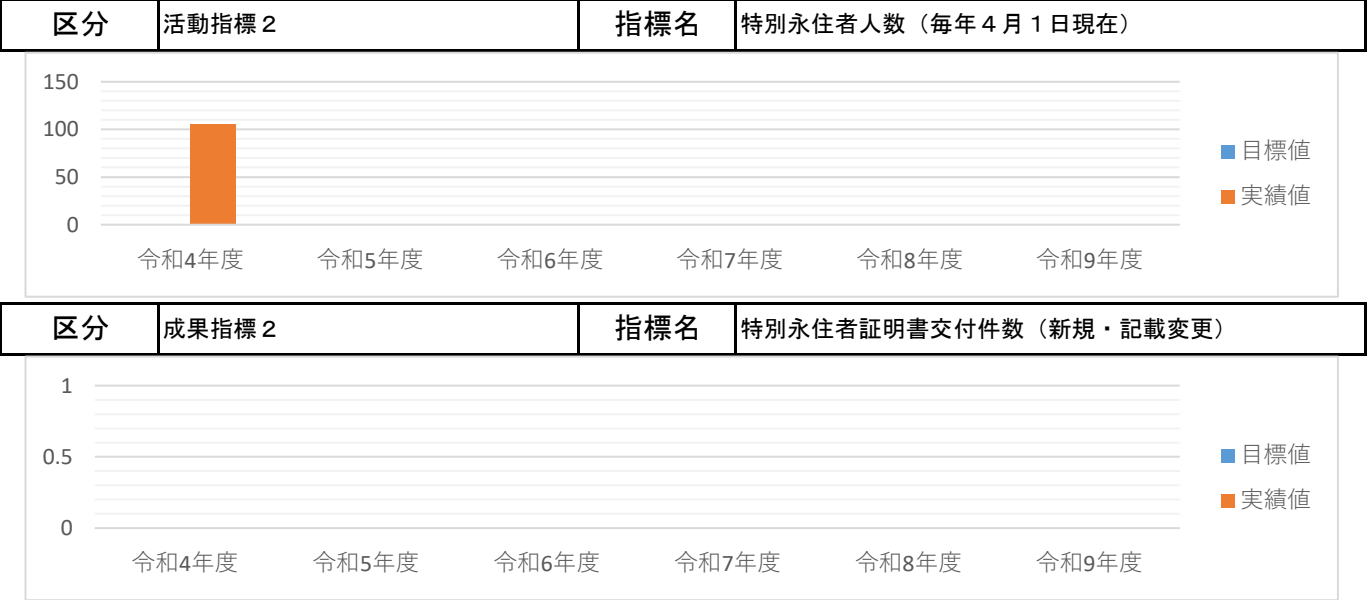 区分 活動指標２ 指標名 特別永住者人数（毎年４月１日現在）
150
100
50
0
令和4年度 令和5年度 令和6年度 令和7年度 令和8年度 令和9年度
目標値
実績値
区分 成果指標２ 指標名 特別永住者証明書交付件数（新規・記載変更）
1
0.5
0
令和4年度 令和5年度 令和6年度 令和7年度 令和8年度 令和9年度
目標値
実績値